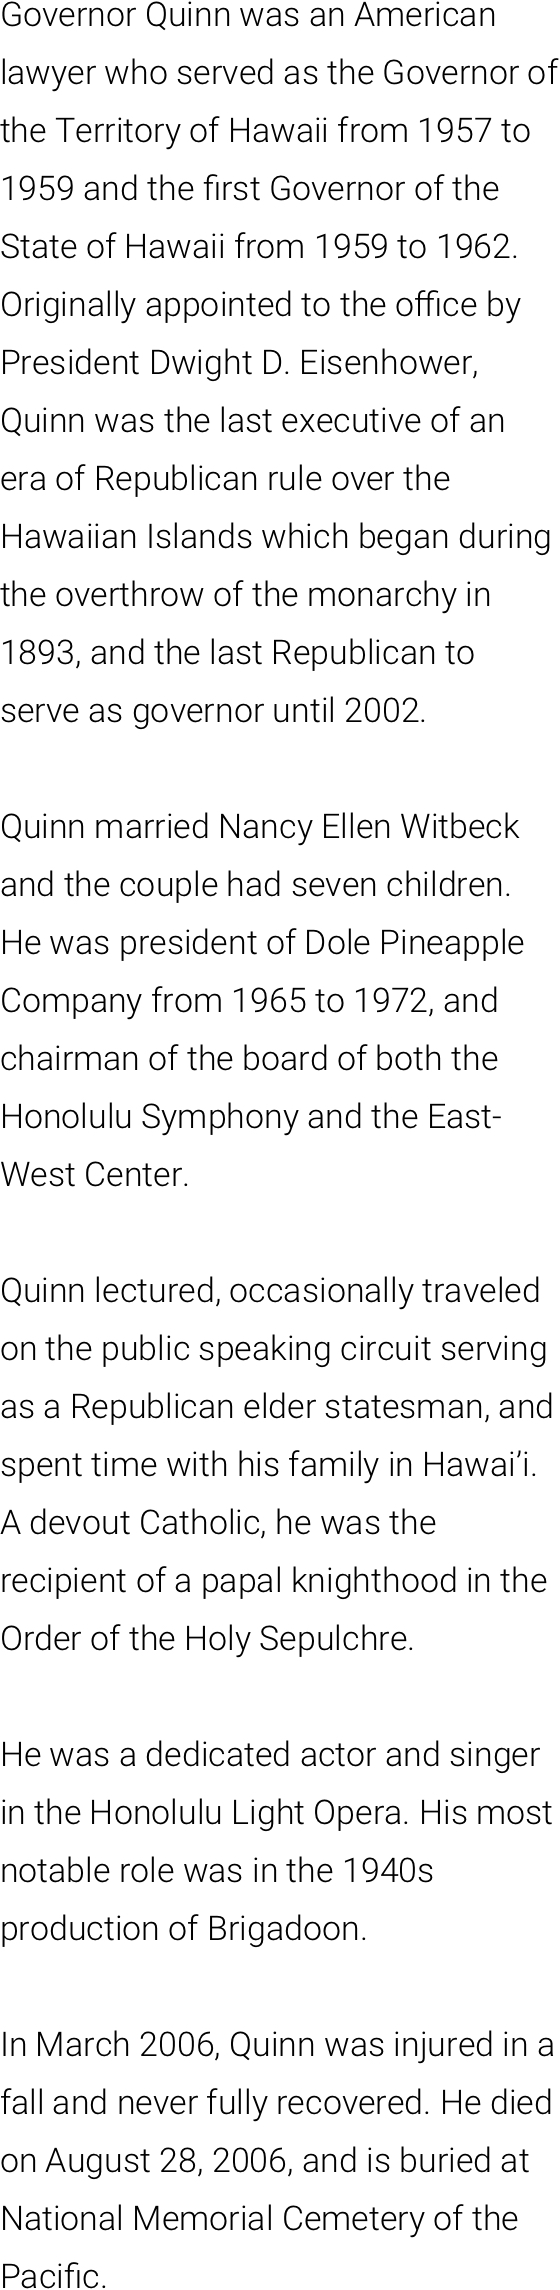 Governor Quinn was an American
lawyer who served as the Governor of
the Territory of Hawaii from 1957 to
1959 and the first Governor of the
State of Hawaii from 1959 to 1962.
Originally appointed to the office by
President Dwight D. Eisenhower,
Quinn was the last executive of an
era of Republican rule over the
Hawaiian Islands which began during
the overthrow of the monarchy in
1893, and the last Republican to
serve as governor until 2002.

Quinn married Nancy Ellen Witbeck
and the couple had seven children.
He was president of Dole Pineapple
Company from 1965 to 1972, and
chairman of the board of both the
Honolulu Symphony and the East-
West Center.

Quinn lectured, occasionally traveled
on the public speaking circuit serving
as a Republican elder statesman, and
spent time with his family in Hawai’i.
A devout Catholic, he was the
recipient of a papal knighthood in the
Order of the Holy Sepulchre.

He was a dedicated actor and singer
in the Honolulu Light Opera. His most
notable role was in the 1940s
production of Brigadoon.

In March 2006, Quinn was injured in a
fall and never fully recovered. He died
on August 28, 2006, and is buried at
National Memorial Cemetery of the
Pacific.